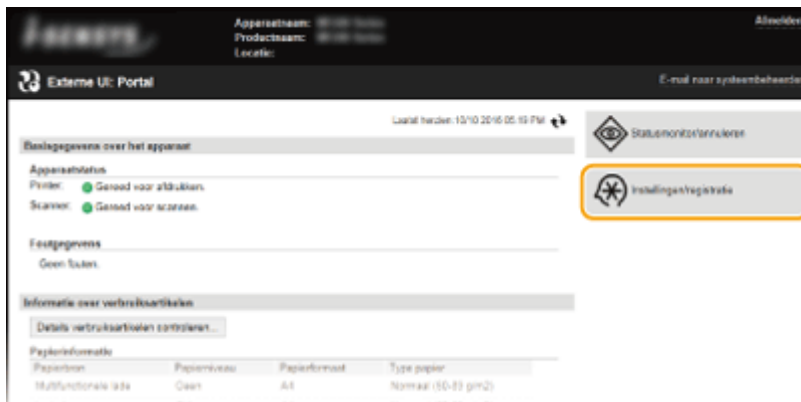 Apparaatnaam:
Productnaam:
Locatie:
Afmelden
Externe UI: Portal
E-mail naar systeembeheerder
Laatst herzien: 10/10 2016 05:19 PM
Basisgegevens over het apparaat
Statusmonitor/annuleren
Apparaatstatus
Printer: Gereed voor afdrukken.
Instellingen/registratie
Scanner: Gereed voor scannen.
Foutgegevens
Geen fouten.
Informatie over verbruiksartikelen
Details verbruiksartikelen controleren...
Papierinformatie
Papierbron Papierniveau Papierformaat Type papier
Multifunctionele lade Geen A4 Normaal (60-89 g/m2)